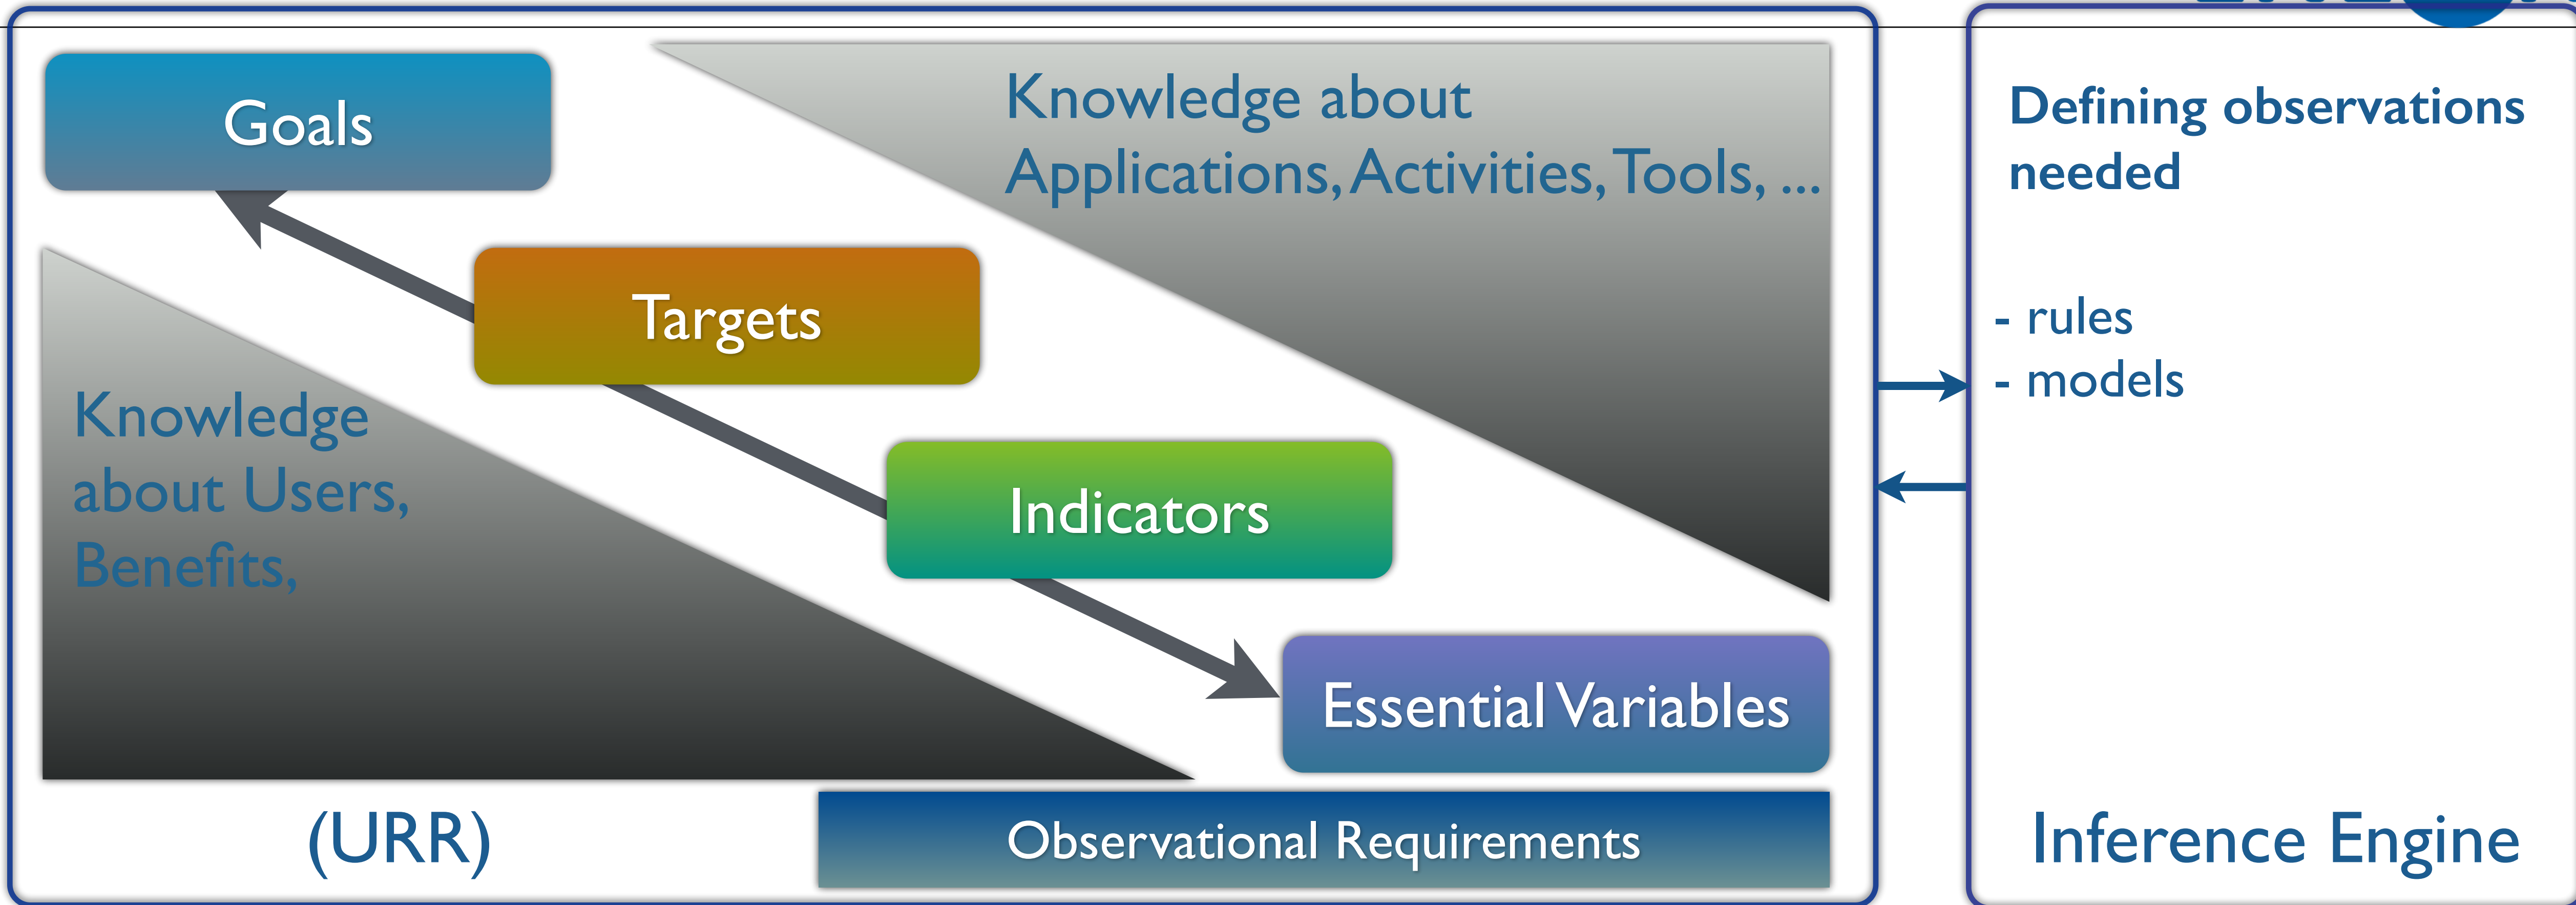 Goals
Knowledge about
Applications, Activities, Tools, ...
Targets
Knowledge
about Users,
Benefits,
Indicators
Essential Variables
(URR)
Observational Requirements
Defining observations
needed
- rules
- models
Inference Engine